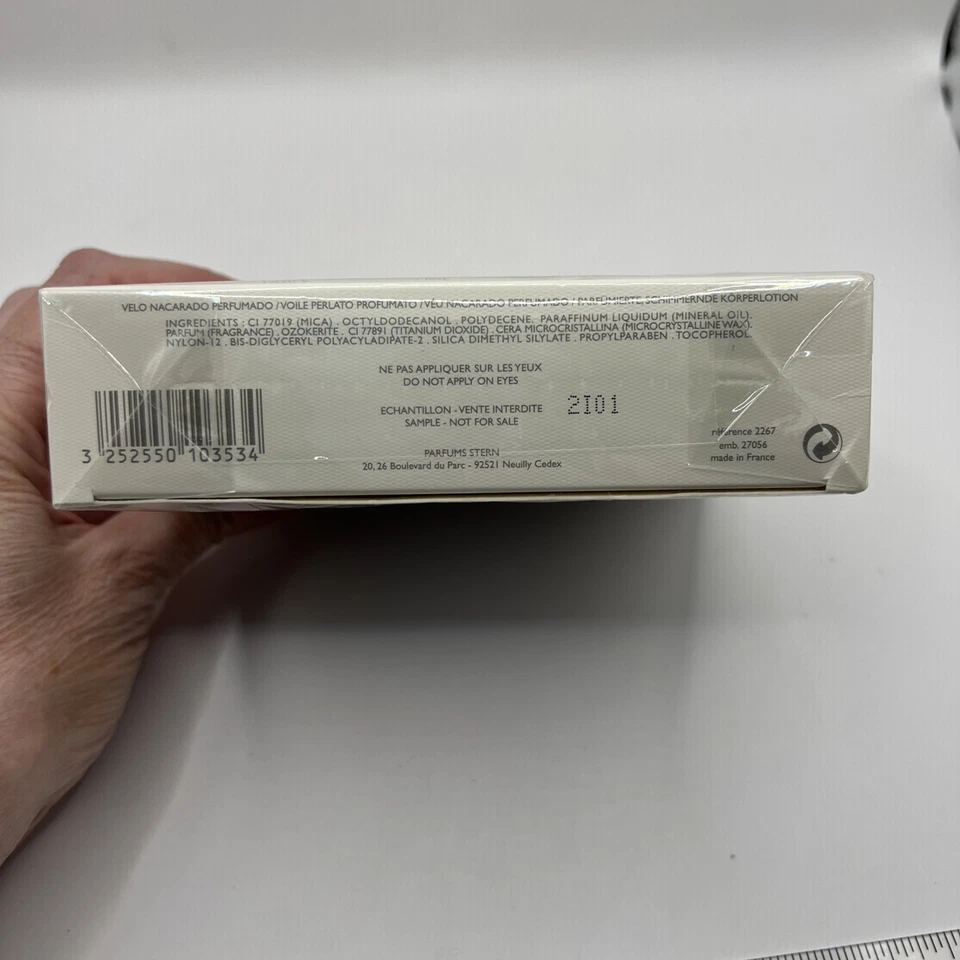 VELO NACARADO PERFUMADO / VOILE PERLATO PROFUMATO / VÉU NACARADO PERFUMADO / PARFÜMIERTE, SCHIMMERNDE KÖRPERLOTION
INGREDIENTS : CI 77019 (MICA) . OCTYLDODECANOL . POLYDECENE. PARAFFINUM LIQUIDUM (MINERAL OIL).
PARFUM (FRAGRANCE) . OZOKERITE . CI 77891 (TITANIUM DIOXIDE) . CERA MICROCRISTALLINA (MICROCRYSTALLINE WAX).
NYLON-12 . BIS-DIGLYCERYL POLYACYLADIPATE-2 . SILICA DIMETHYL SILYLATE . PROPYLPARABEN . TOCOPHEROL.
NE PAS APPLIQUER SUR LES YEUX
DO NOT APPLY ON EYES
ECHANTILLON - VENTE INTERDITE
SAMPLE - NOT FOR SALE
2I01
PARFUMS STERN
20, 26 Boulevard du Parc - 92521 Neuilly Cedex
3 252550 103534
référence 2267
emb. 27056
made in France